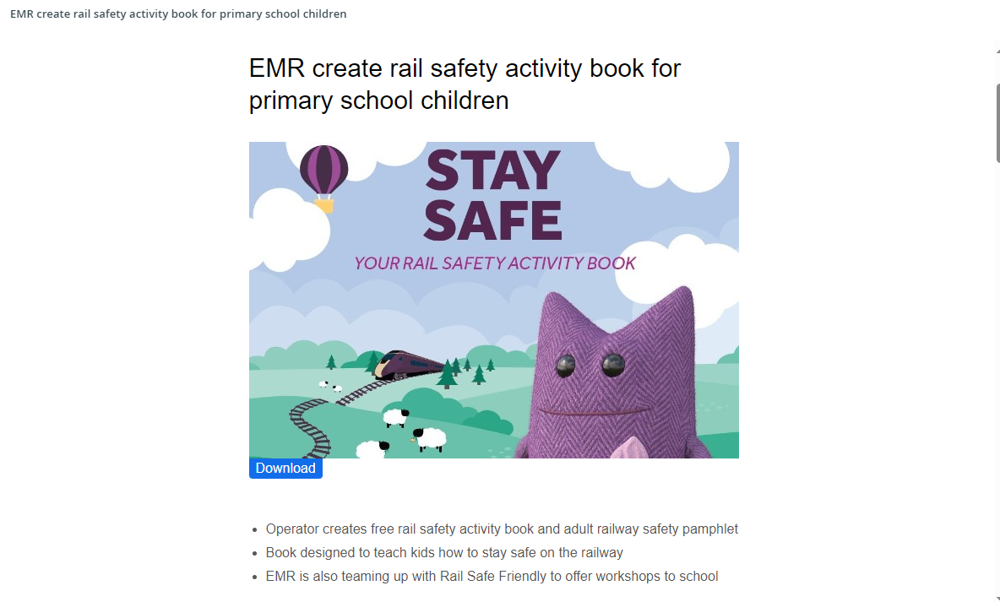 EMR create rail safety activity book for primary school children
EMR create rail safety activity book for
primary school children
STAY
SAFE
YOUR RAIL SAFETY ACTIVITY BOOK
Download
Operator creates free rail safety activity book and adult railway safety pamphlet
Book designed to teach kids how to stay safe on the railway
EMR is also teaming up with Rail Safe Friendly to offer workshops to school